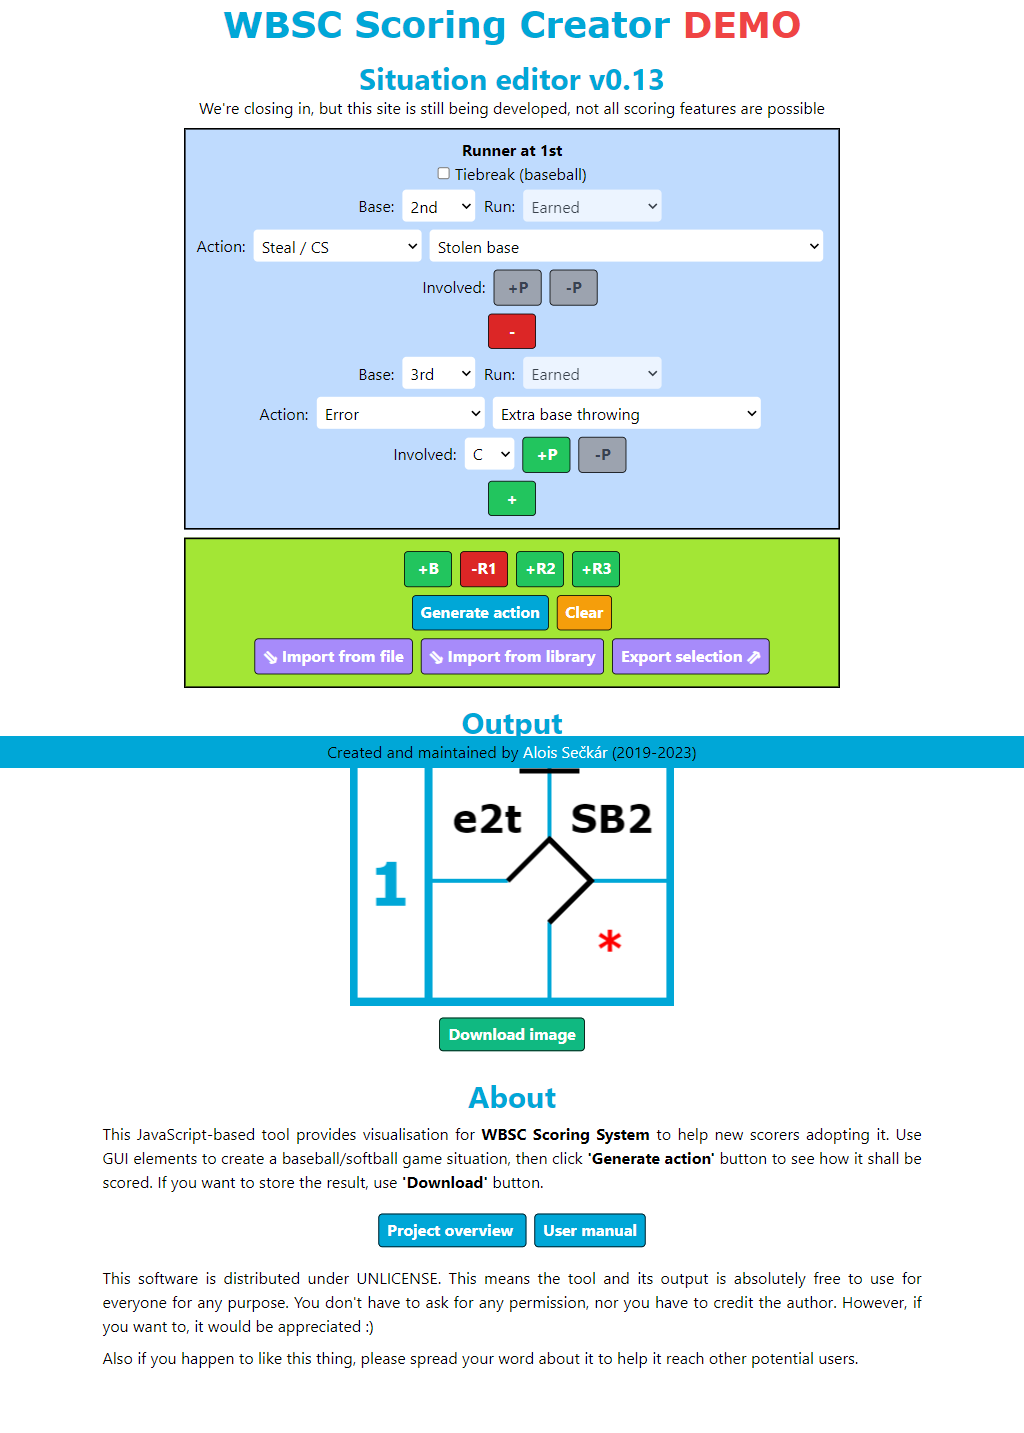 WBSC Scoring Creator DEMO
Situation editor v0.13
We're closing in, but this site is still being developed, not all scoring features are possible
Runner at 1st
Tiebreak (baseball)
Base: 2nd Run: Earned
Action: Steal / CS Stolen base
Involved: +P -P
-
Base: 3rd Run: Earned
Action: Error Extra base throwing
Involved: C +P -P
+
+B -R1 +R2 +R3
Generate action Clear
⇘ Import from file ⇘ Import from library Export selection ⇗
Output
Created and maintained by Alois Sečkár (2019-2023)
e2t SB2
1
*
Download image
About
This JavaScript-based tool provides visualisation for WBSC Scoring System to help new scorers adopting it. Use
GUI elements to create a baseball/softball game situation, then click 'Generate action' button to see how it shall be
scored. If you want to store the result, use 'Download' button.
Project overview User manual
This software is distributed under UNLICENSE. This means the tool and its output is absolutely free to use for
everyone for any purpose. You don't have to ask for any permission, nor you have to credit the author. However, if
you want to, it would be appreciated :)
Also if you happen to like this thing, please spread your word about it to help it reach other potential users.